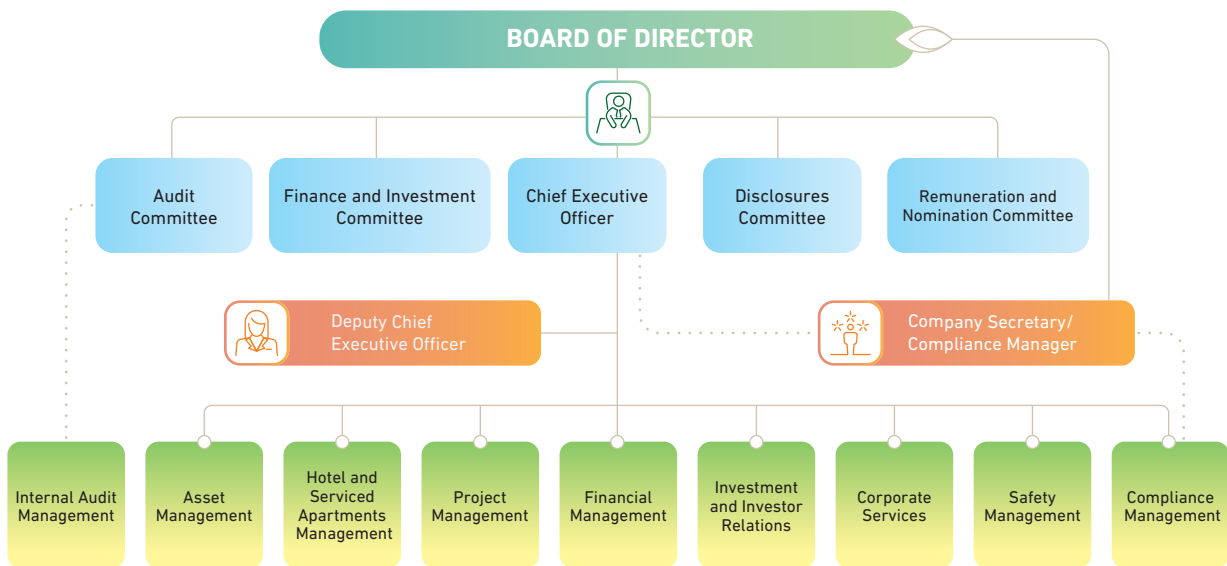 BOARD OF DIRECTOR
Audit
Committee
Finance and Investment
Committee
Chief Executive
Officer
Disclosures
Committee
Remuneration and
Nomination Committee
Deputy Chief
Executive Officer
Company Secretary/
Compliance Manager
Internal Audit
Management
Asset
Management
Hotel and
Serviced
Apartments
Management
Project
Management
Financial
Management
Investment
and Investor
Relations
Corporate
Services
Safety
Management
Compliance
Management